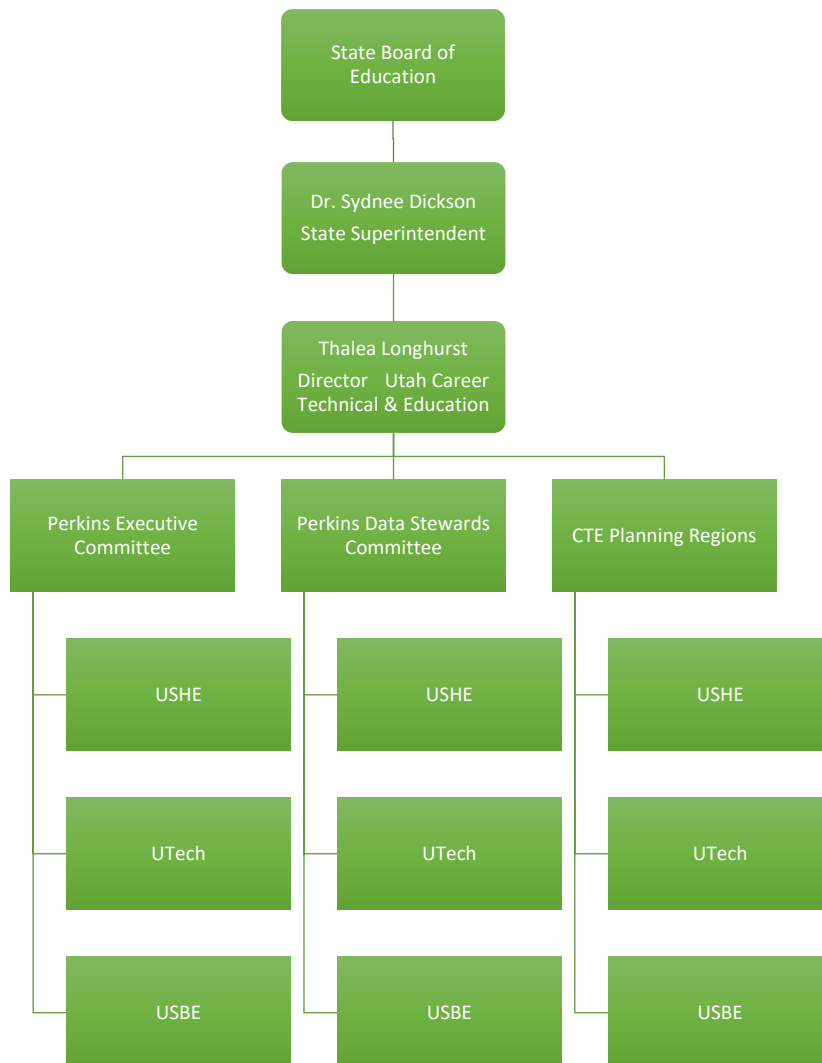 State Board of
Education
Dr. Sydnee Dickson
State Superintendent
Thalea Longhurst
Director Utah Career
Technical & Education
Perkins Executive
Committee
Perkins Data Stewards
Committee
CTE Planning Regions
USHE
USHE
USHE
UTech
UTech
UTech
USBE
USBE
USBE